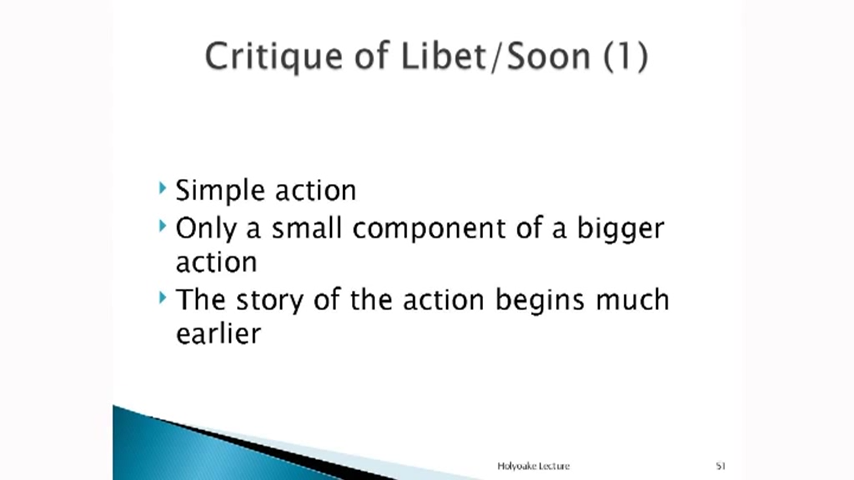 Critique of Libet/Soon (1)
Simple action
Only a small component of a bigger
action
The story of the action begins much
earlier
Holyoake Lecture
51